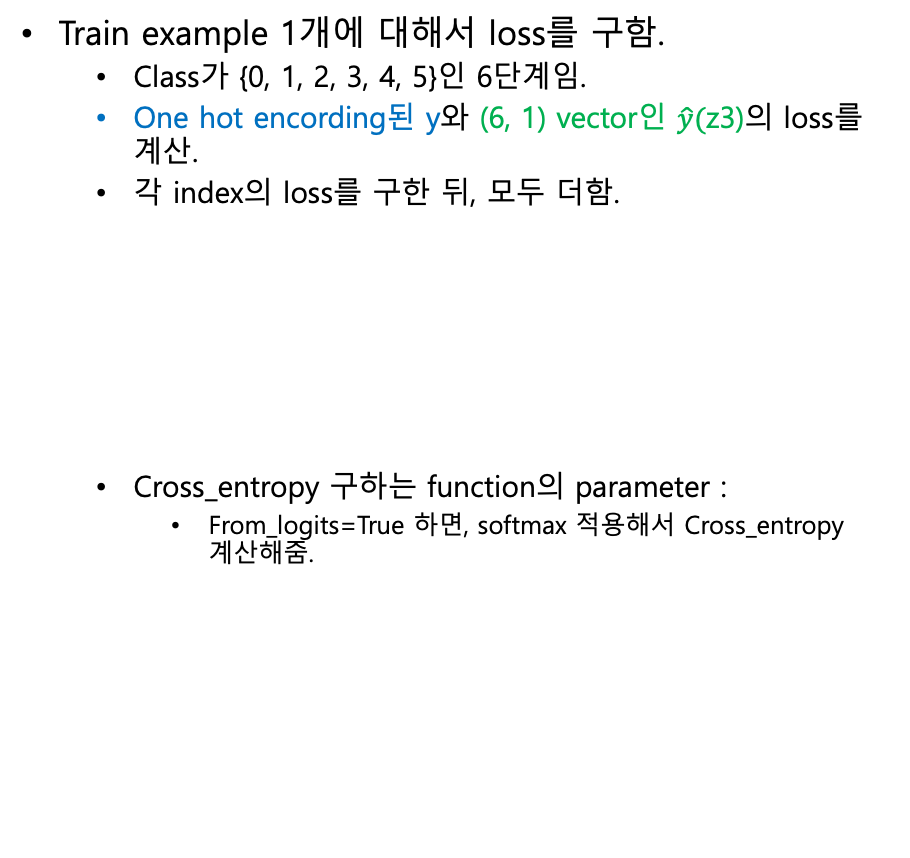 • Train example 1개에 대해서 loss를 구함.
• Class가 {0, 1, 2, 3, 4, 5}인 6단계임.
• One hot encording된 y와 (6, 1) vector인 ŷ(z3)의 loss를
계산.
• 각 index의 loss를 구한 뒤, 모두 더함.
• Cross_entropy 구하는 function의 parameter :
• From_logits=True 하면, softmax 적용해서 Cross_entropy
계산해줌.